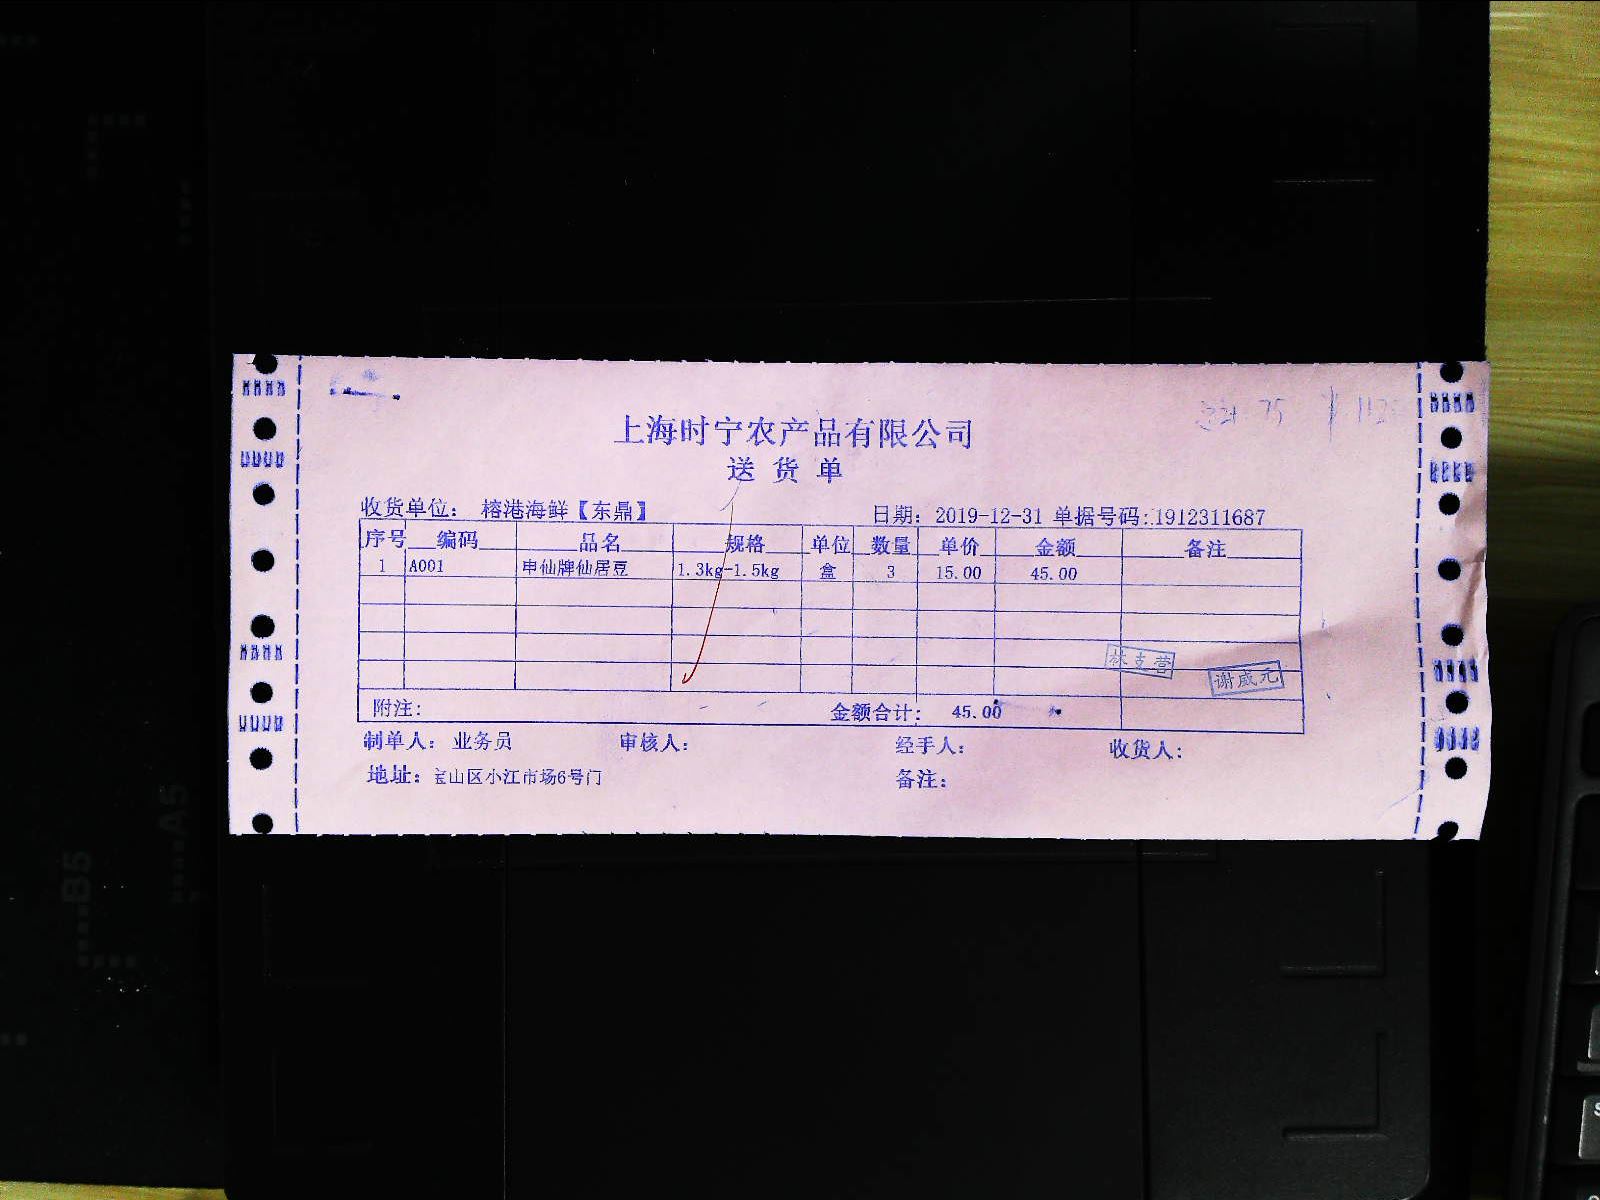 上海时宁农产品有限公司
送货单
收货单位： 榕港海鲜【东鼎】 日期：2019-12-31 单据号码：1912311687
序号 编码 品名 规格 单位 数量 单价 金额 备注
1 A001 申仙牌仙居豆 1.3kg-1.5kg 盒 3 15.00 45.00
林支营
谢威元
附注： 金额合计： 45.00
制单人：业务员 审核人： 经手人： 收货人：
地址：宝山区小江市场6号门 备注：
B5
A5